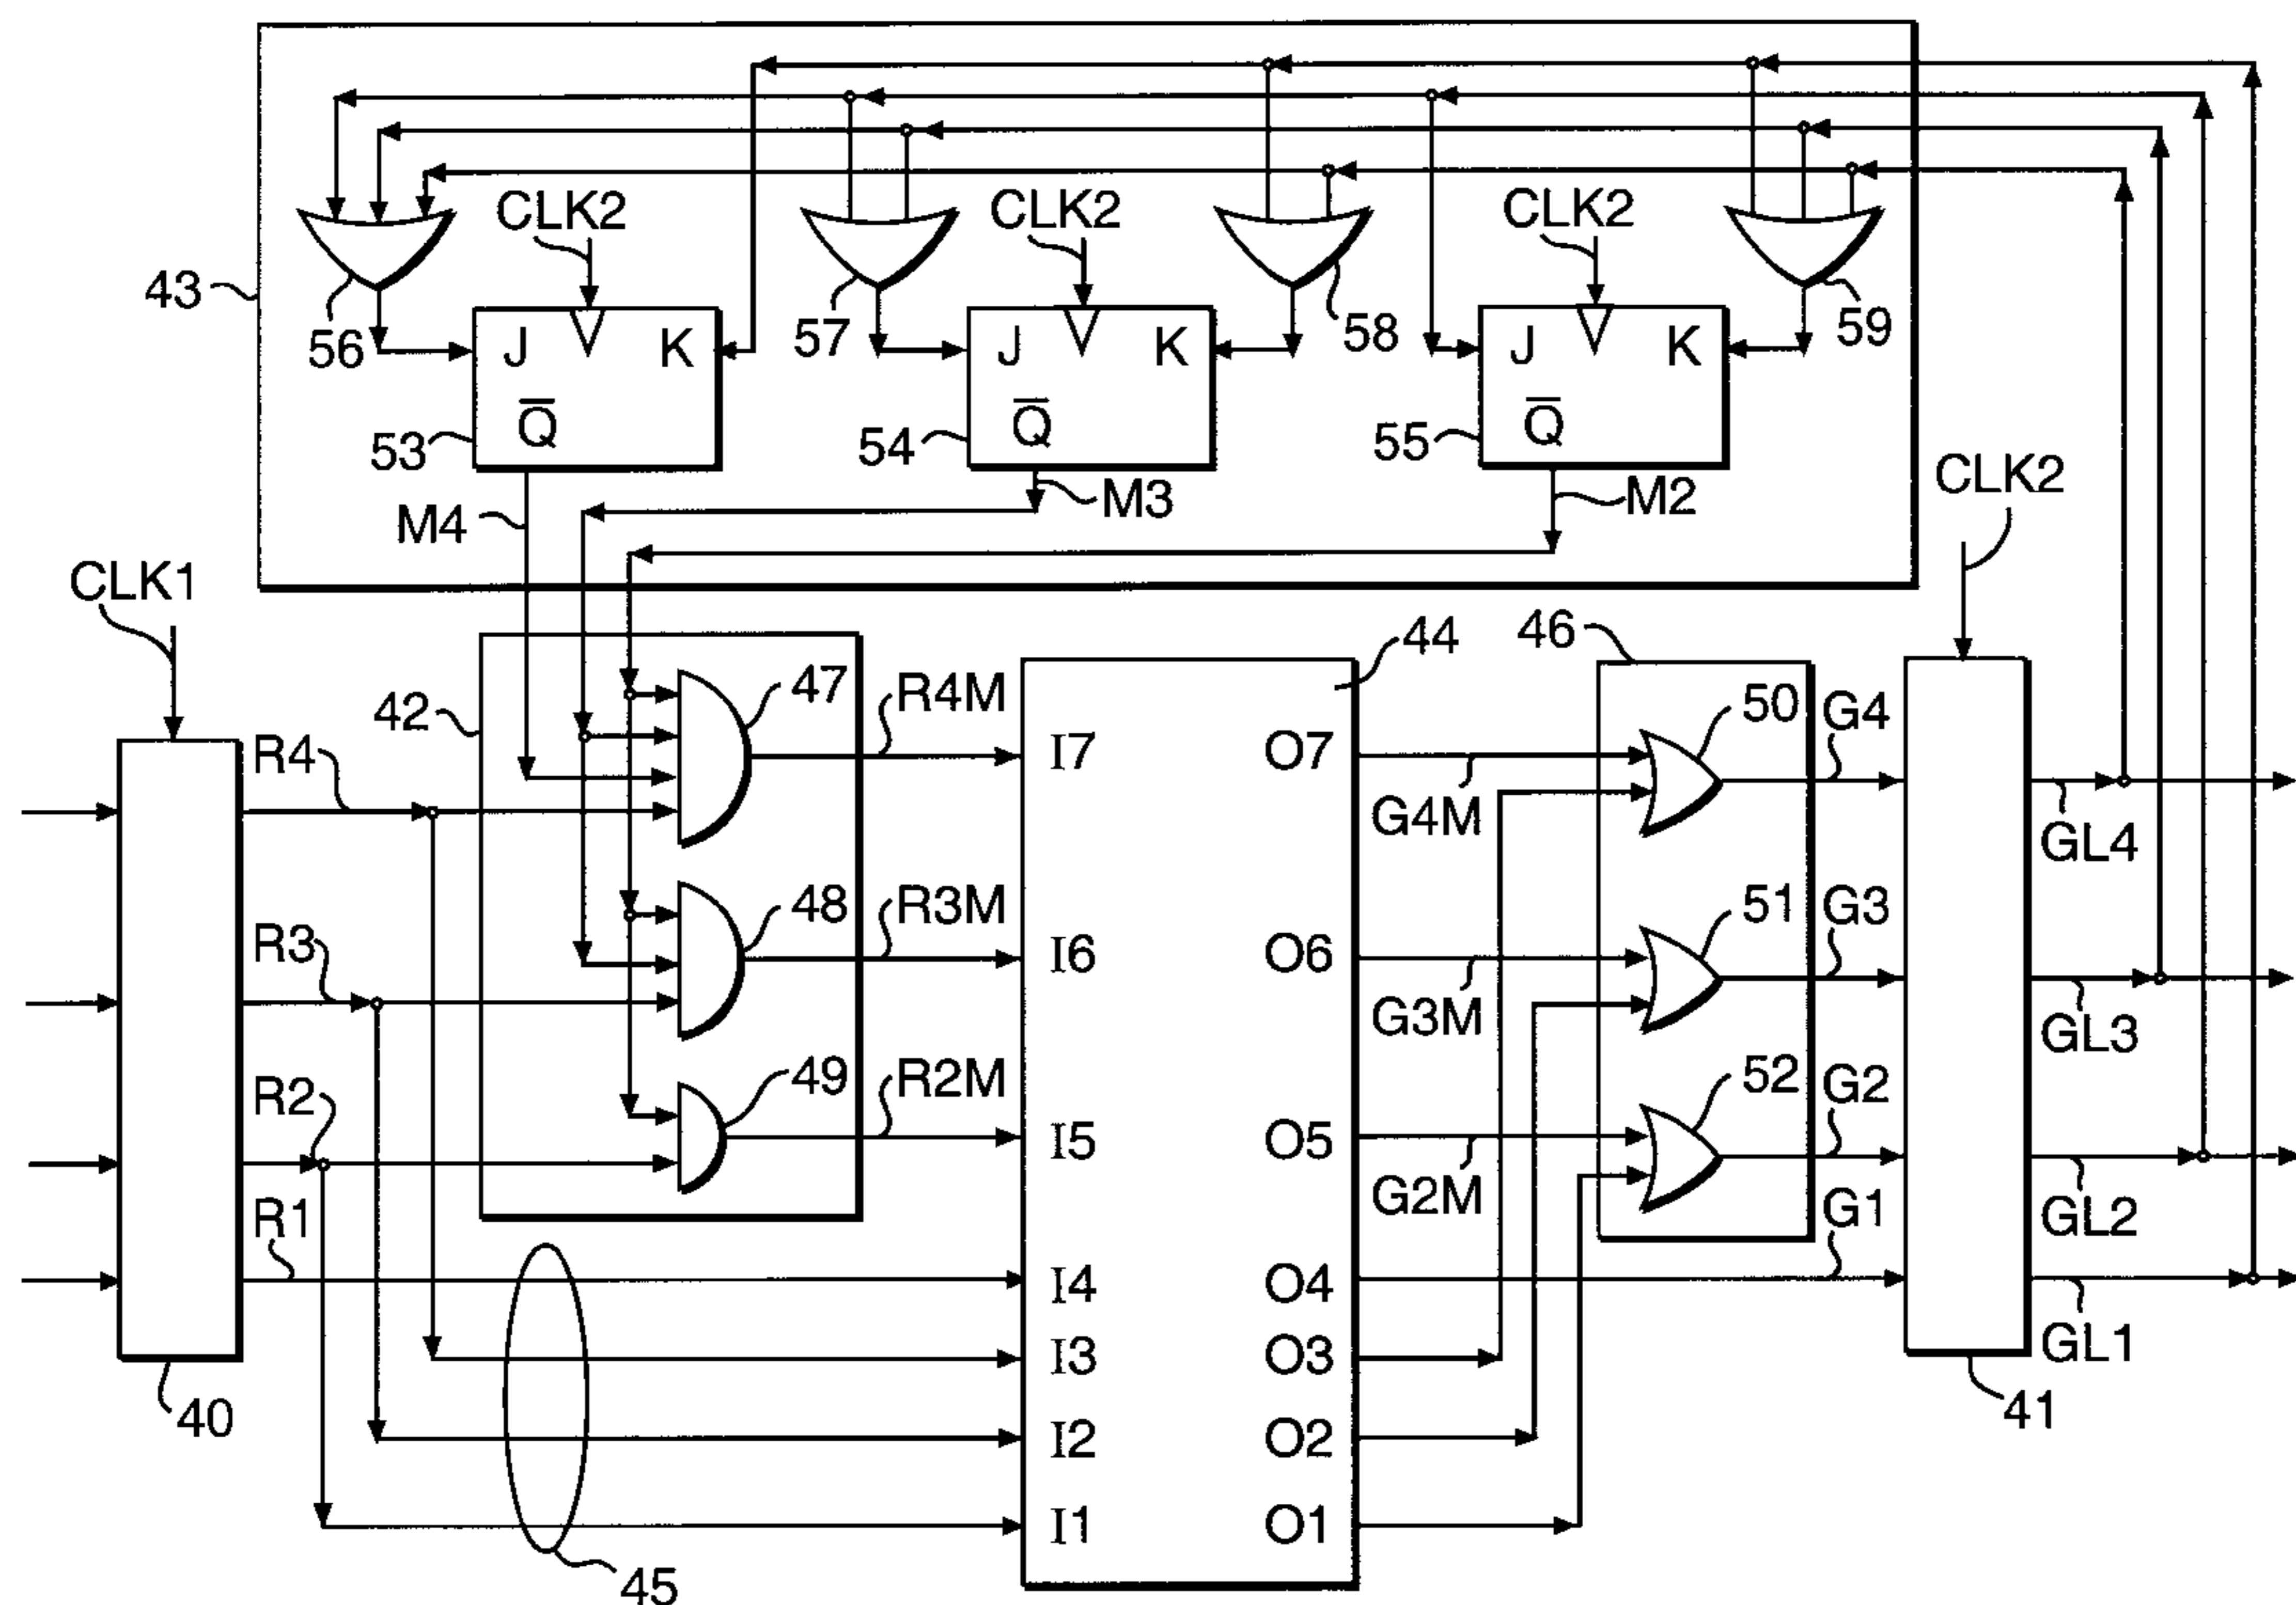 CLK2
CLK2
CLK2
43
56
57
58
59
J
K
Q̅
J
K
Q̅
J
K
Q̅
53
54
55
M4
M3
M2
CLK2
CLK1
42
47
R4M
44
46
50
G4
R4
I7
O7
G4M
GL4
48
R3M
51
G3
R3
I6
O6
G3M
GL3
49
R2M
52
G2
R2
I5
O5
G2M
GL2
R1
G1
I4
O4
GL1
I3
O3
40
41
I2
O2
I1
O1
45